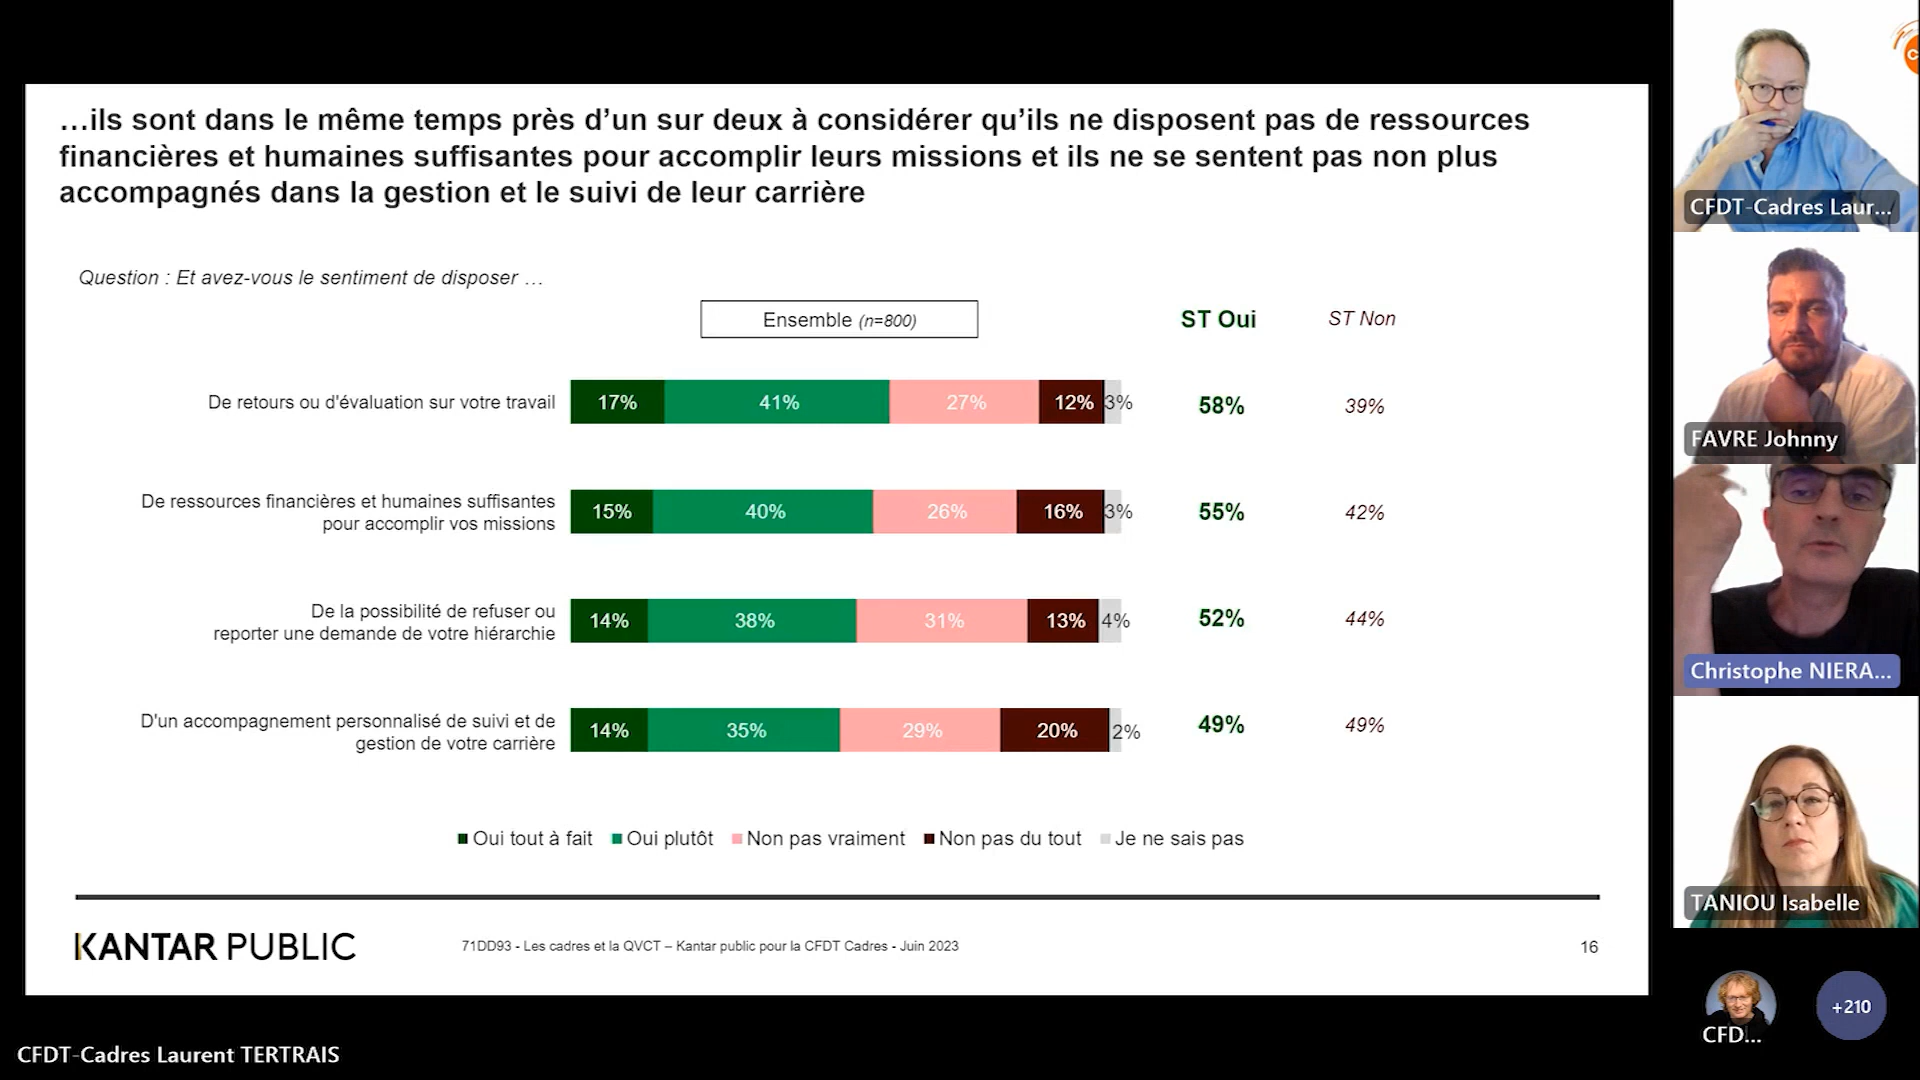 …ils sont dans le même temps près d’un sur deux à considérer qu’ils ne disposent pas de ressources
financières et humaines suffisantes pour accomplir leurs missions et ils ne se sentent pas non plus
accompagnés dans la gestion et le suivi de leur carrière
Question : Et avez-vous le sentiment de disposer …
Ensemble (n=800)
ST Oui
ST Non
De retours ou d'évaluation sur votre travail
17% 41% 27% 12% 3% 58% 39%
De ressources financières et humaines suffisantes
pour accomplir vos missions
15% 40% 26% 16% 3% 55% 42%
De la possibilité de refuser ou
reporter une demande de votre hiérarchie
14% 38% 31% 13% 4% 52% 44%
D'un accompagnement personnalisé de suivi et de
gestion de votre carrière
14% 35% 29% 20% 2% 49% 49%
Oui tout à fait Oui plutôt Non pas vraiment Non pas du tout Je ne sais pas
KANTAR PUBLIC
71DD93 - Les cadres et la QVCT – Kantar public pour la CFDT Cadres - Juin 2023
16
CFDT-Cadres Laurent TERTRAIS
C
CFDT-Cadres Laur...
FAVRE Johnny
Christophe NIERA...
TANIOU Isabelle
CFD...
+210